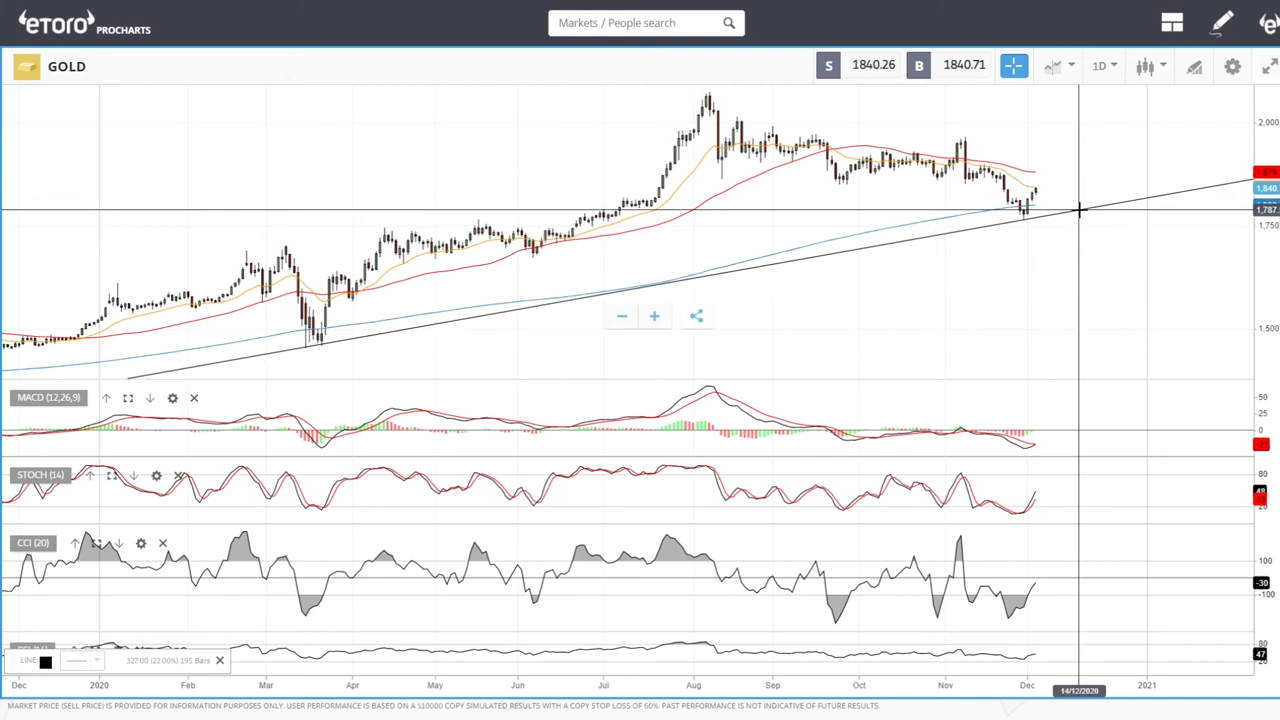 eTORO PROCHARTS
Markets / People search
GOLD
S 1840.26 B 1840.71
1D
2,000
1,840
1,787.
1,750
1,500
MACD (12,26,9)
50
25
0
STOCH (14)
80
48
20
CCI (20)
100
-30
-100
80
47
20
LINE 327.00 (22.00%) 195 Bars
Dec 2020 Feb Mar Apr May Jun Jul Aug Sep Oct Nov Dec 2021
14/12/2020
MARKET PRICE (SELL PRICE) IS PROVIDED FOR INFORMATION PURPOSES ONLY. USER PERFORMANCE IS BASED ON A $10000 COPY SIMULATED RESULTS WITH A COPY STOP LOSS OF 60%. PAST PERFORMANCE IS NOT INDICATIVE OF FUTURE RESULTS.